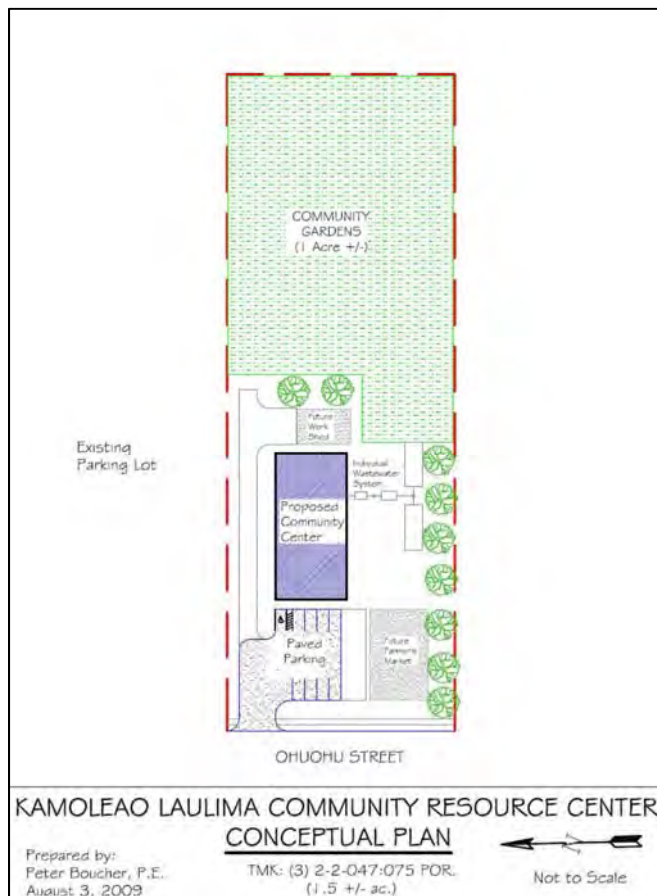 COMMUNITY
GARDENS
(1 Acre +/-)
Existing
Parking Lot
Future
Work
Shed
Individual
Wastewater
System
Proposed
Community
Center
Paved
Parking
Future
Farmer's
Market
OHUOHU STREET
KAMOLEAO LAULIMA COMMUNITY RESOURCE CENTER
CONCEPTUAL PLAN
Prepared by:
Peter Boucher, P.E.
August 3, 2009
TMK: (3) 2-2-047:075 POR.
(1.5 +/- ac.)
Not to Scale